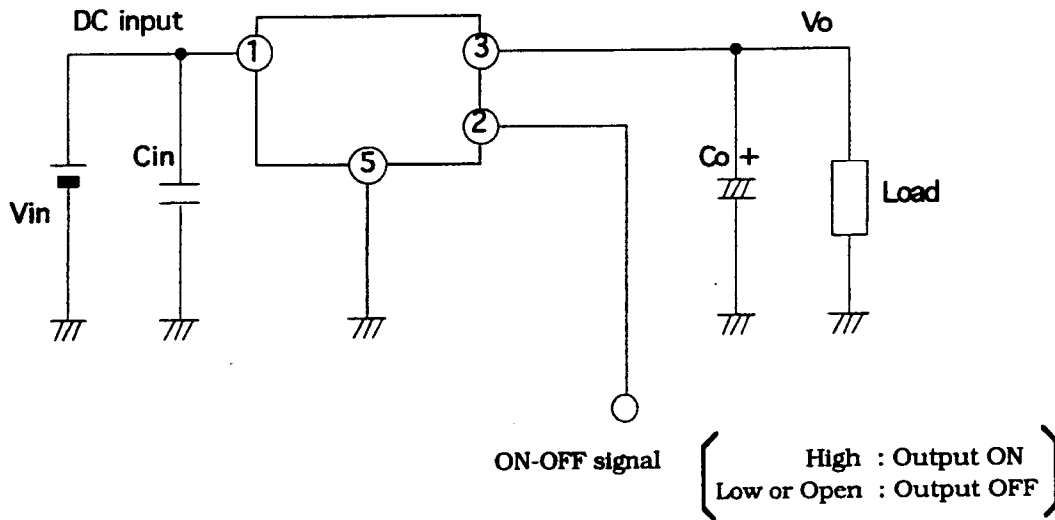 DC input
Vo
1
3
2
5
Cin
Vin
Co +
Load
ON-OFF signal
High : Output ON
Low or Open : Output OFF